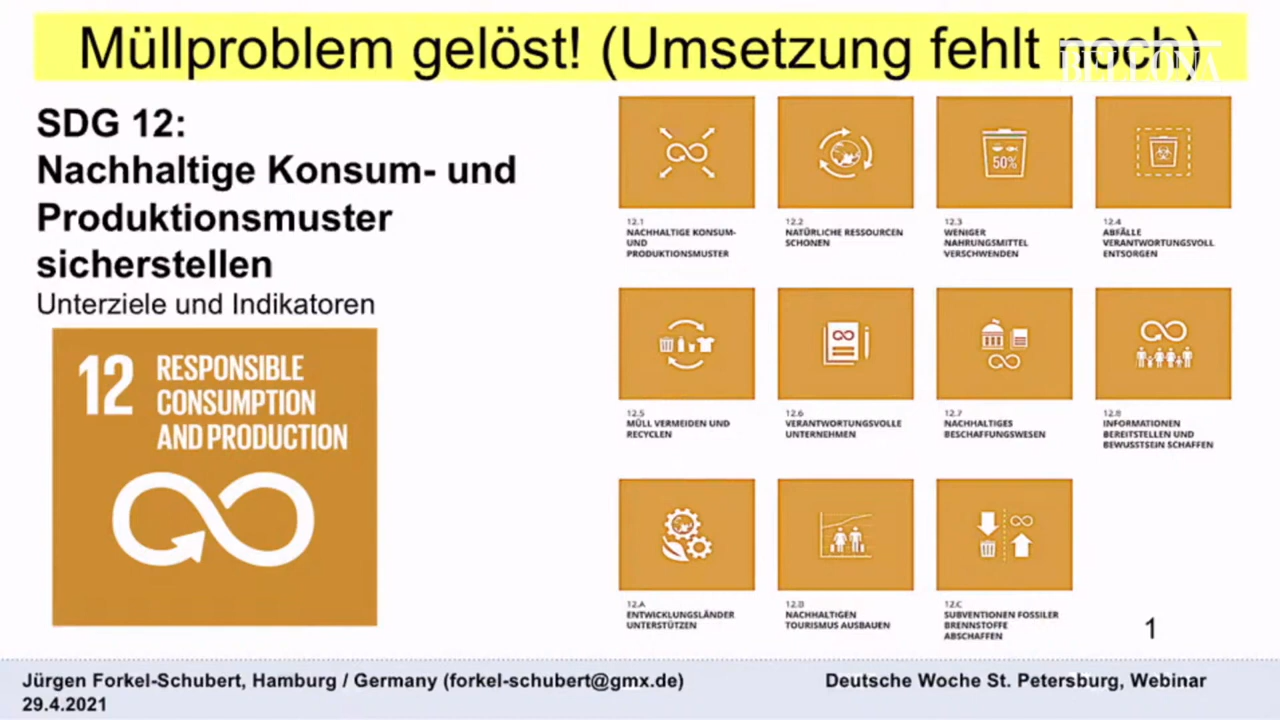 Müllproblem gelöst! (Umsetzung fehlt noch)
BELLONA
SDG 12:
Nachhaltige Konsum- und
Produktionsmuster
sicherstellen
Unterziele und Indikatoren
12 RESPONSIBLE
CONSUMPTION
AND PRODUCTION
50%
12.1
NACHHALTIGE KONSUM-
UND
PRODUKTIONSMUSTER
12.2
NATÜRLICHE RESSOURCEN
SCHONEN
12.3
WENIGER
NAHRUNGSMITTEL
VERSCHWENDEN
12.4
ABFÄLLE
VERANTWORTUNGSVOLL
ENTSORGEN
12.5
MÜLL VERMEIDEN UND
RECYCLEN
12.6
VERANTWORTUNGSVOLLE
UNTERNEHMEN
12.7
NACHHALTIGES
BESCHAFFUNGSWESEN
12.8
INFORMATIONEN
BEREITSTELLEN UND
BEWUSSTSEIN SCHAFFEN
12.A
ENTWICKLUNGSLÄNDER
UNTERSTÜTZEN
12.B
NACHHALTIGEN
TOURISMUS AUSBAUEN
12.C
SUBVENTIONEN FOSSILER
BRENNSTOFFE
ABSCHAFFEN
1
Jürgen Forkel-Schubert, Hamburg / Germany (forkel-schubert@gmx.de)
29.4.2021
Deutsche Woche St. Petersburg, Webinar